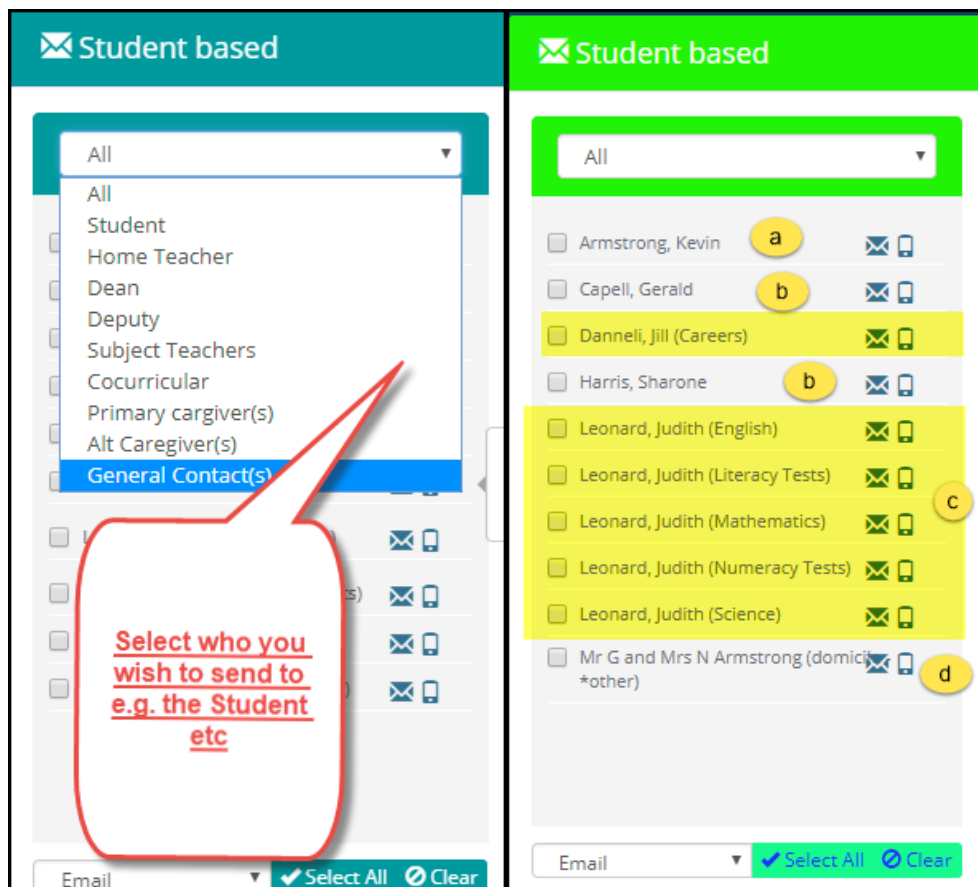 Student based
All
All
Student
Home Teacher
Dean
Deputy
Subject Teachers
Cocurricular
Primary cargiver(s)
Alt Caregiver(s)
General Contact(s)
Select who you
wish to send to
e.g. the Student
etc
Email
Select All
Clear
Student based
All
Armstrong, Kevin
a
Capell, Gerald
b
Danneli, Jill (Careers)
Harris, Sharone
b
Leonard, Judith (English)
Leonard, Judith (Literacy Tests)
c
Leonard, Judith (Mathematics)
Leonard, Judith (Numeracy Tests)
Leonard, Judith (Science)
Mr G and Mrs N Armstrong
*other)
d
Email
Select All
Clear